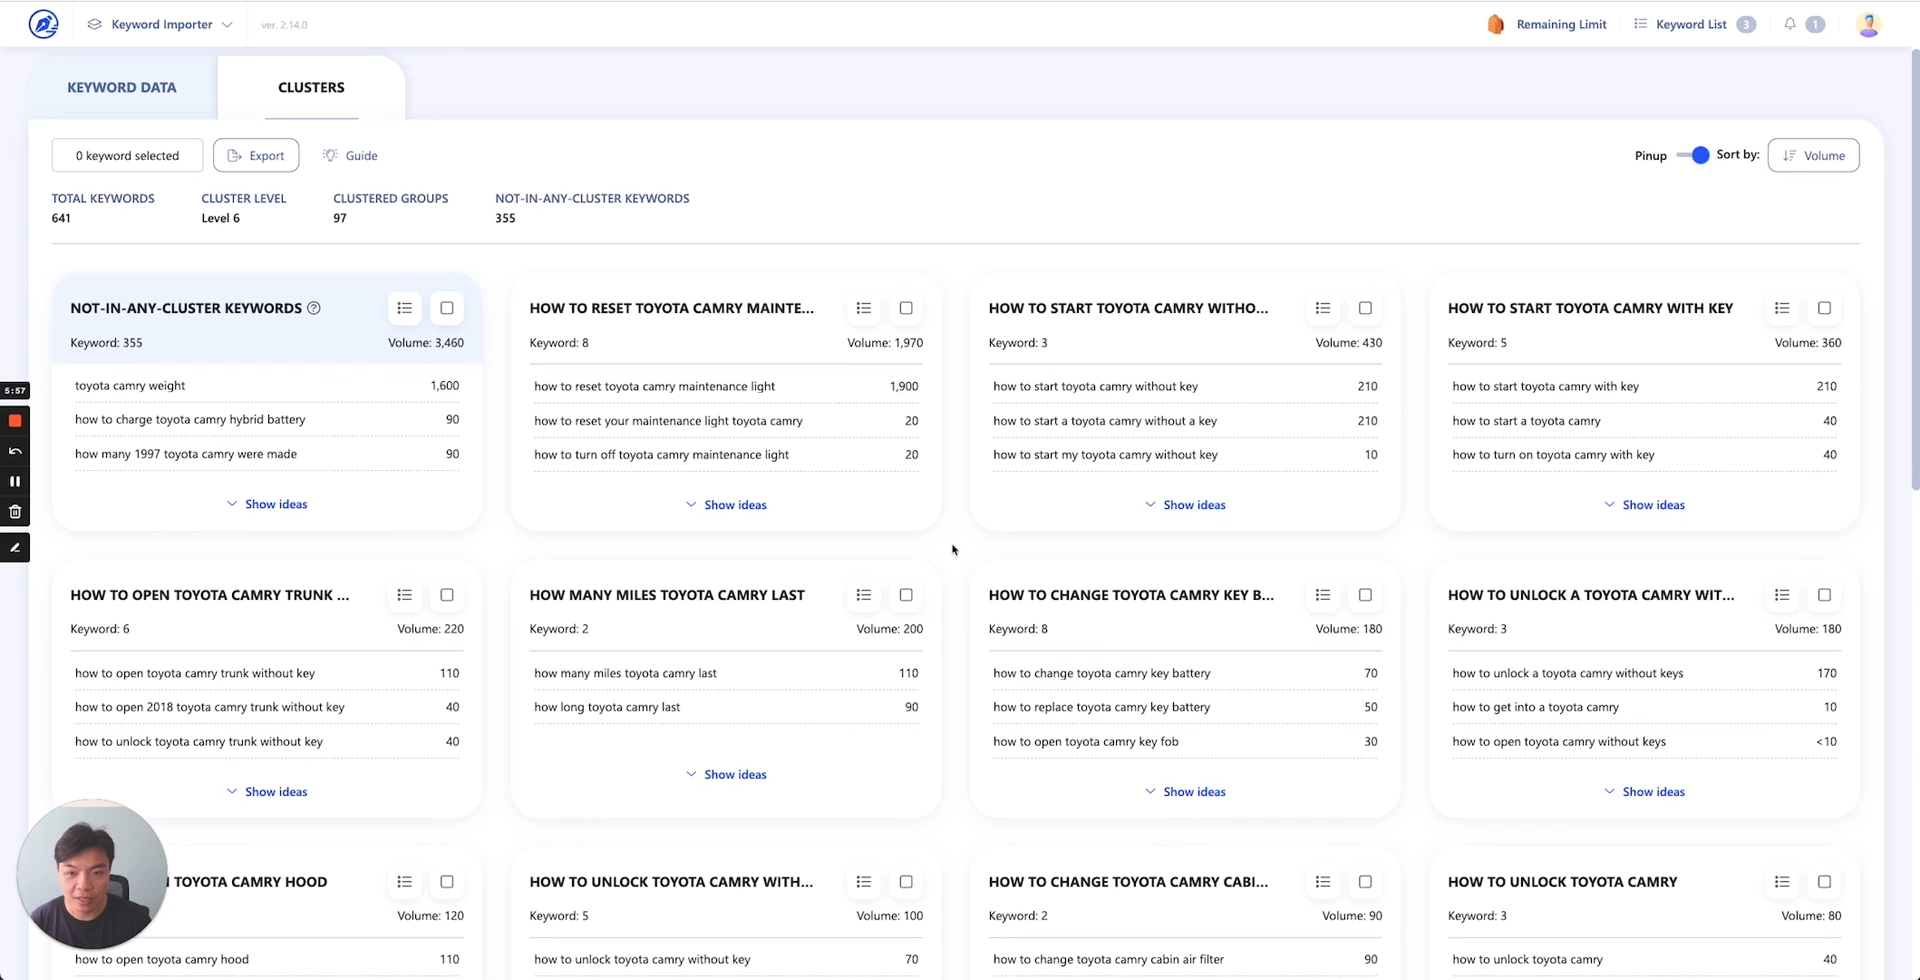 Keyword Importer
ver. 2.14.0
Remaining Limit
Keyword List 3
1
KEYWORD DATA
CLUSTERS
0 keyword selected
Export
Guide
Pinup
Sort by:
Volume
TOTAL KEYWORDS
641
CLUSTER LEVEL
Level 6
CLUSTERED GROUPS
97
NOT-IN-ANY-CLUSTER KEYWORDS
355
NOT-IN-ANY-CLUSTER KEYWORDS
Keyword: 355 Volume: 3,460
toyota camry weight 1,600
how to charge toyota camry hybrid battery 90
how many 1997 toyota camry were made 90
Show ideas
HOW TO RESET TOYOTA CAMRY MAINTE...
Keyword: 8 Volume: 1,970
how to reset toyota camry maintenance light 1,900
how to reset your maintenance light toyota camry 20
how to turn off toyota camry maintenance light 20
Show ideas
HOW TO START TOYOTA CAMRY WITHO...
Keyword: 3 Volume: 430
how to start toyota camry without key 210
how to start a toyota camry without a key 210
how to start my toyota camry without key 10
Show ideas
HOW TO START TOYOTA CAMRY WITH KEY
Keyword: 5 Volume: 360
how to start toyota camry with key 210
how to start a toyota camry 40
how to turn on toyota camry with key 40
Show ideas
5:57
HOW TO OPEN TOYOTA CAMRY TRUNK ...
Keyword: 6 Volume: 220
how to open toyota camry trunk without key 110
how to open 2018 toyota camry trunk without key 40
how to unlock toyota camry trunk without key 40
Show ideas
HOW MANY MILES TOYOTA CAMRY LAST
Keyword: 2 Volume: 200
how many miles toyota camry last 110
how long toyota camry last 90
Show ideas
HOW TO CHANGE TOYOTA CAMRY KEY B...
Keyword: 8 Volume: 180
how to change toyota camry key battery 70
how to replace toyota camry key battery 50
how to open toyota camry key fob 30
Show ideas
HOW TO UNLOCK A TOYOTA CAMRY WIT...
Keyword: 3 Volume: 180
how to unlock a toyota camry without keys 170
how to get into a toyota camry 10
how to open toyota camry without keys <10
Show ideas
TOYOTA CAMRY HOOD
Volume: 120
how to open toyota camry hood 110
HOW TO UNLOCK TOYOTA CAMRY WITH...
Keyword: 5 Volume: 100
how to unlock toyota camry without key 70
HOW TO CHANGE TOYOTA CAMRY CABI...
Keyword: 2 Volume: 90
how to change toyota camry cabin air filter 90
HOW TO UNLOCK TOYOTA CAMRY
Keyword: 3 Volume: 80
how to unlock toyota camry 40